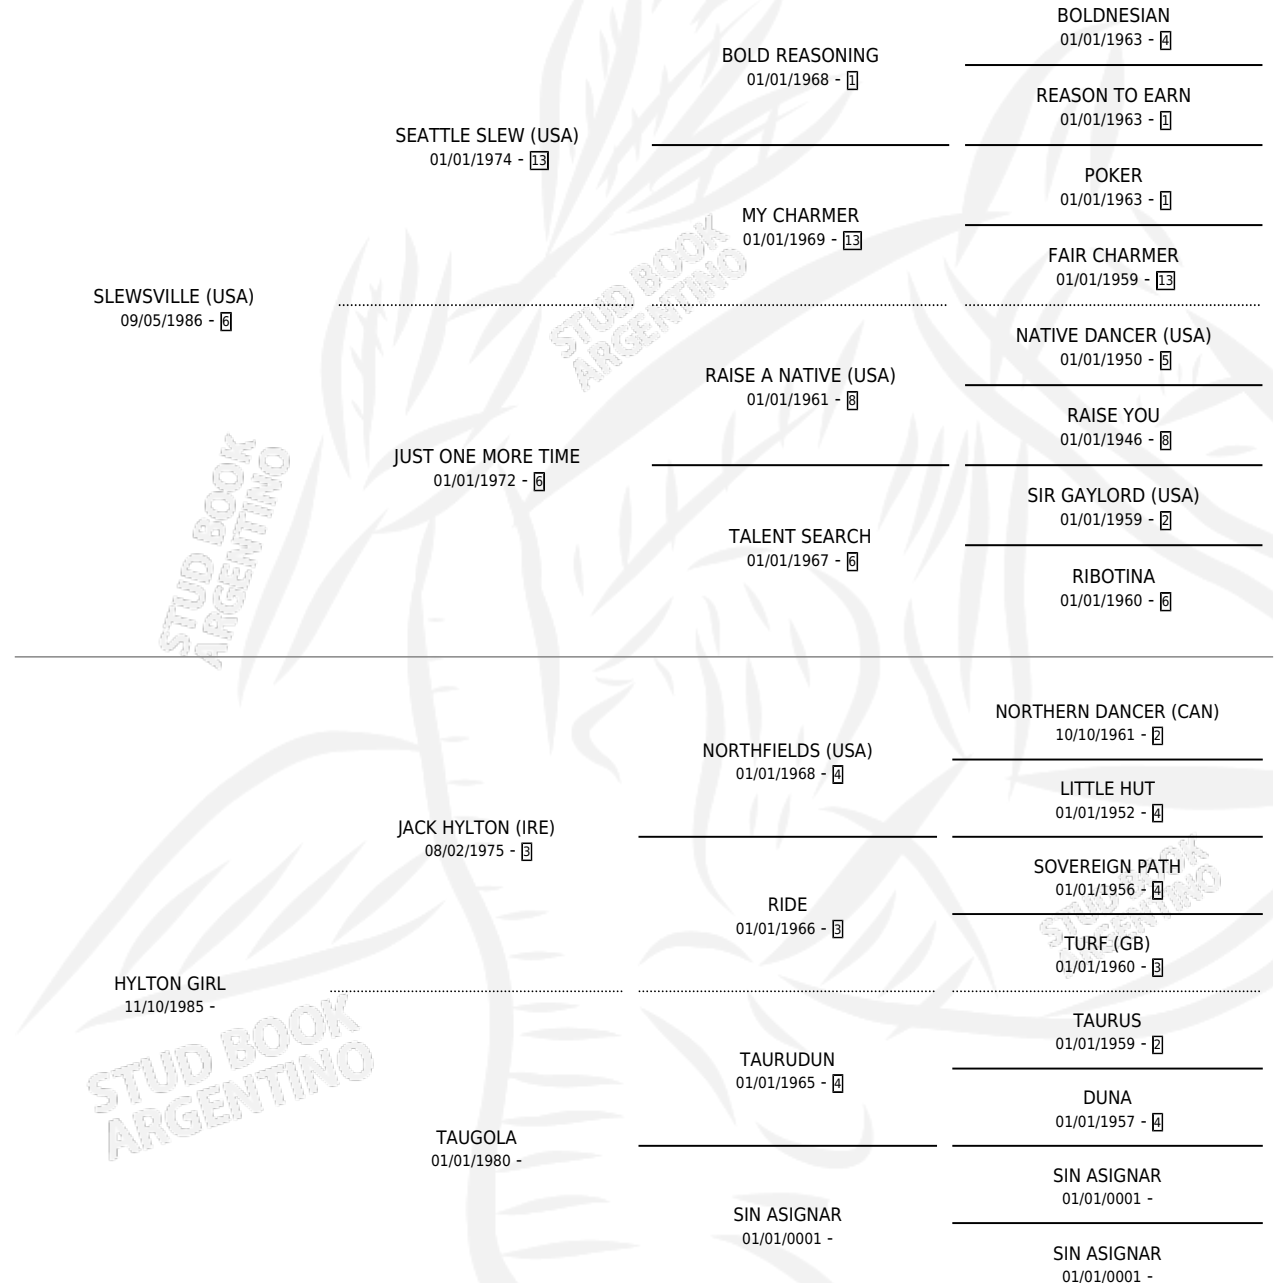 BOLDNESIAN
01/01/1963 - 4
BOLD REASONING
01/01/1968 - 1
REASON TO EARN
01/01/1963 - 1
SEATTLE SLEW (USA)
01/01/1974 - 13
POKER
01/01/1963 - 1
MY CHARMER
01/01/1969 - 13
FAIR CHARMER
01/01/1959 - 13
SLEWSVILLE (USA)
09/05/1986 - 6
STUD BOOK
ARGENTINO
NATIVE DANCER (USA)
01/01/1950 - 5
RAISE A NATIVE (USA)
01/01/1961 - 8
RAISE YOU
01/01/1946 - 8
JUST ONE MORE TIME
01/01/1972 - 6
SIR GAYLORD (USA)
01/01/1959 - 2
TALENT SEARCH
01/01/1967 - 6
RIBOTINA
01/01/1960 - 6
STUD BOOK
ARGENTINO
NORTHERN DANCER (CAN)
10/10/1961 - 2
NORTHFIELDS (USA)
01/01/1968 - 4
LITTLE HUT
01/01/1952 - 4
JACK HYLTON (IRE)
08/02/1975 - 3
SOVEREIGN PATH
01/01/1956 - 4
RIDE
01/01/1966 - 3
STUD BOOK
ARGENTINO
TURF (GB)
01/01/1960 - 3
HYLTON GIRL
11/10/1985 -
TAURUS
01/01/1959 - 2
STUD BOOK
ARGENTINO
TAURUDUN
01/01/1965 - 4
DUNA
01/01/1957 - 4
TAUGOLA
01/01/1980 -
SIN ASIGNAR
01/01/0001 -
SIN ASIGNAR
01/01/0001 -
SIN ASIGNAR
01/01/0001 -